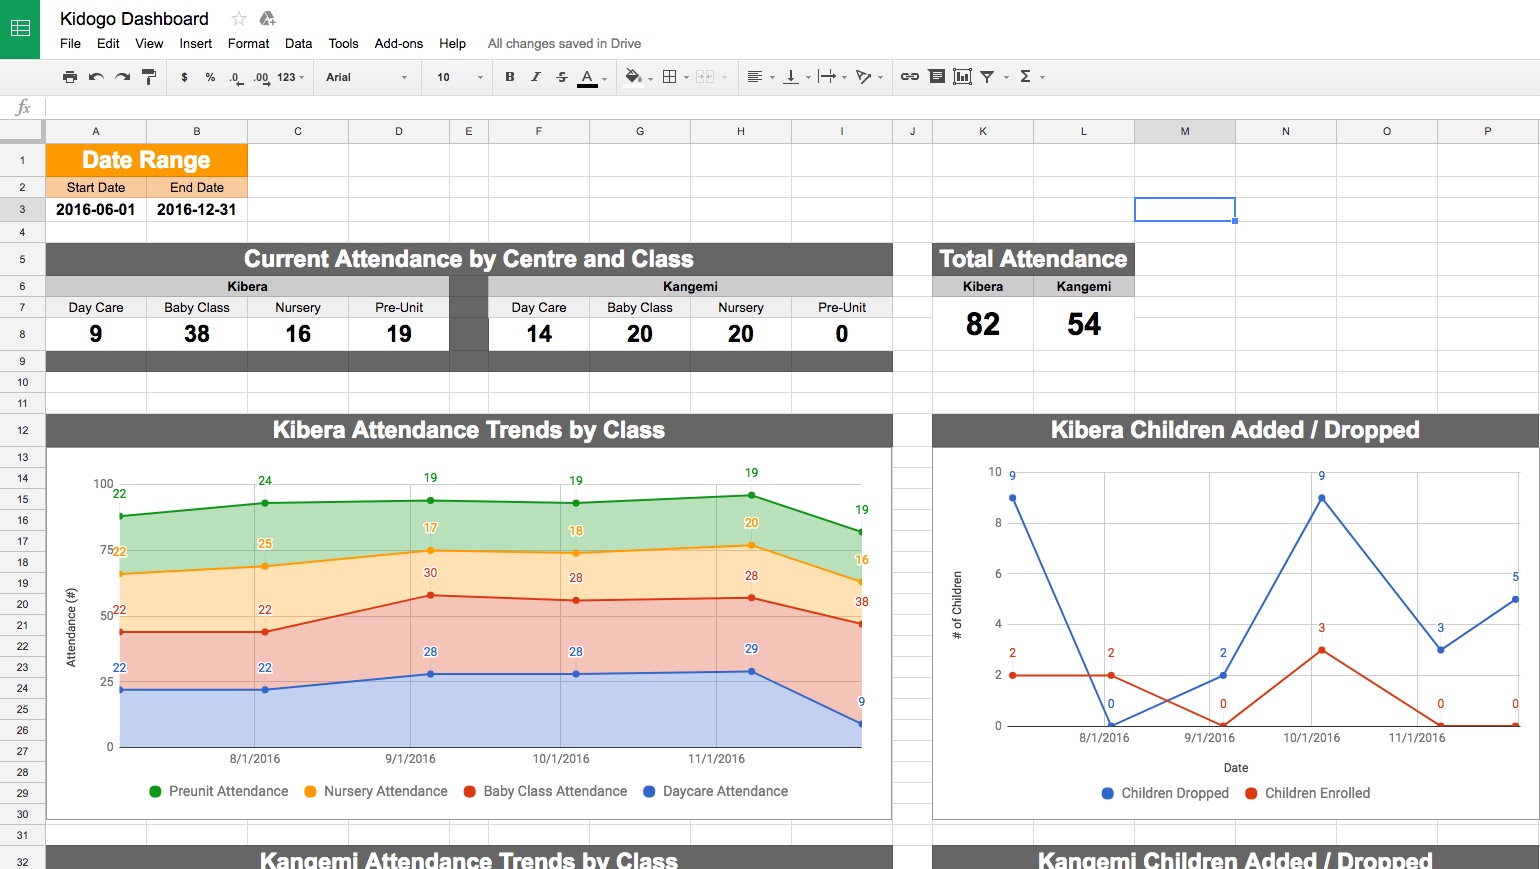 Kidogo Dashboard
File Edit View Insert Format Data Tools Add-ons Help All changes saved in Drive
$ % .0 .00 123 Arial 10 B I S A Σ
fx
A B C D E F G H I J K L M N O P
1 Date Range
2 Start Date End Date
3 2016-06-01 2016-12-31
4
5 Current Attendance by Centre and Class Total Attendance
6 Kibera Kangemi Kibera Kangemi
7 Day Care Baby Class Nursery Pre-Unit Day Care Baby Class Nursery Pre-Unit
8 9 38 16 19 14 20 20 0 82 54
9
10
11
12 Kibera Attendance Trends by Class Kibera Children Added / Dropped
13
14
15
16
17
18
19
20
21
22
23
24
25
26
27
28
29
30
31
Attendance (#)
100
75
50
25
0
22 24 19 19 19 19
22 25 17 18 20 16
22 22 30 28 28 38
22 22 28 28 29 9
8/1/2016 9/1/2016 10/1/2016 11/1/2016
Preunit Attendance Nursery Attendance Baby Class Attendance Daycare Attendance
# of Children
10
8
6
4
2
0
9 0 2 9 3 5
2 2 0 3 0 0
8/1/2016 9/1/2016 10/1/2016 11/1/2016
Date
Children Dropped Children Enrolled
32 Kangemi Attendance Trends by Class Kangemi Children Added / Dropped